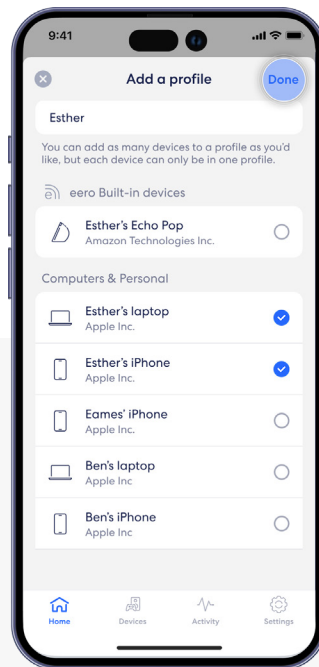 9:41
Add a profile
Done
Esther
You can add as many devices to a profile as you'd
like, but each device can only be in one profile.
eero Built-in devices
Esther's Echo Pop
Amazon Technologies Inc.
Computers & Personal
Esther's laptop
Apple Inc.
Esther's iPhone
Apple Inc.
Eames' iPhone
Apple Inc.
Ben's laptop
Apple Inc
Ben's iPhone
Apple Inc
Home
Devices
Activity
Settings